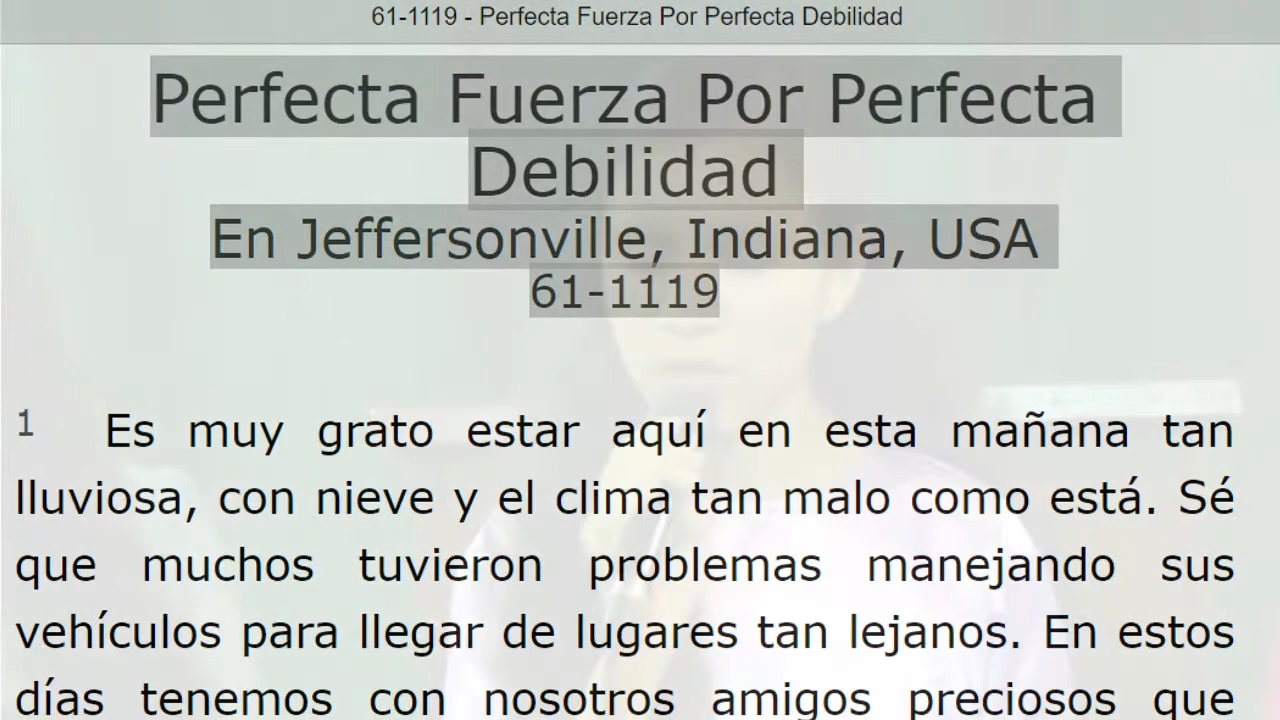 61-1119 - Perfecta Fuerza Por Perfecta Debilidad
Perfecta Fuerza Por Perfecta
Debilidad
En Jeffersonville, Indiana, USA
61-1119
1 Es muy grato estar aquí en esta mañana tan
lluviosa, con nieve y el clima tan malo como está. Sé
que muchos tuvieron problemas manejando sus
vehículos para llegar de lugares tan lejanos. En estos
días tenemos con nosotros amigos preciosos que